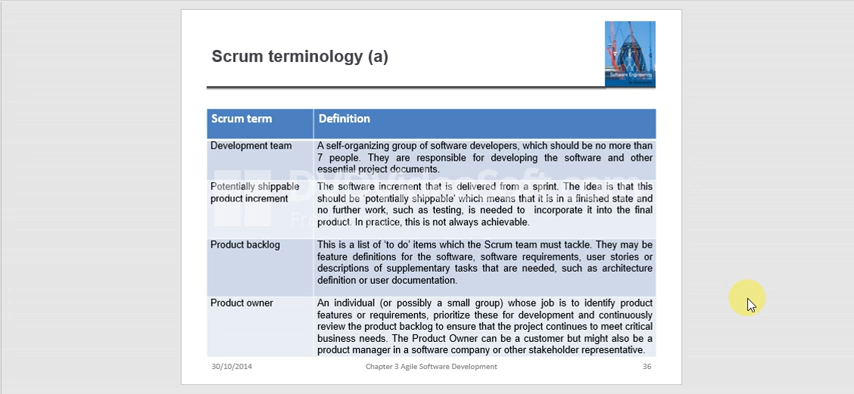 Scrum terminology (a)
Software Engineering
Scrum term
Definition
Development team
A self-organizing group of software developers, which should be no more than
7 people. They are responsible for developing the software and other
essential project documents.
Potentially shippable
product increment
The software increment that is delivered from a sprint. The idea is that this
should be ‘potentially shippable’ which means that it is in a finished state and
no further work, such as testing, is needed to incorporate it into the final
product. In practice, this is not always achievable.
Product backlog
This is a list of ‘to do’ items which the Scrum team must tackle. They may be
feature definitions for the software, software requirements, user stories or
descriptions of supplementary tasks that are needed, such as architecture
definition or user documentation.
Product owner
An individual (or possibly a small group) whose job is to identify product
features or requirements, prioritize these for development and continuously
review the product backlog to ensure that the project continues to meet critical
business needs. The Product Owner can be a customer but might also be a
product manager in a software company or other stakeholder representative.
30/10/2014
Chapter 3 Agile Software Development
36
DVDVideoSoft.com